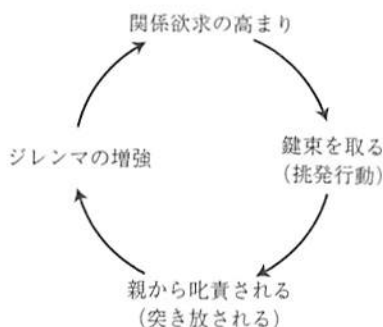 関係欲求の高まり
鍵束を取る
(挑発行動)
親から叱責される
(突き放される)
ジレンマの増強